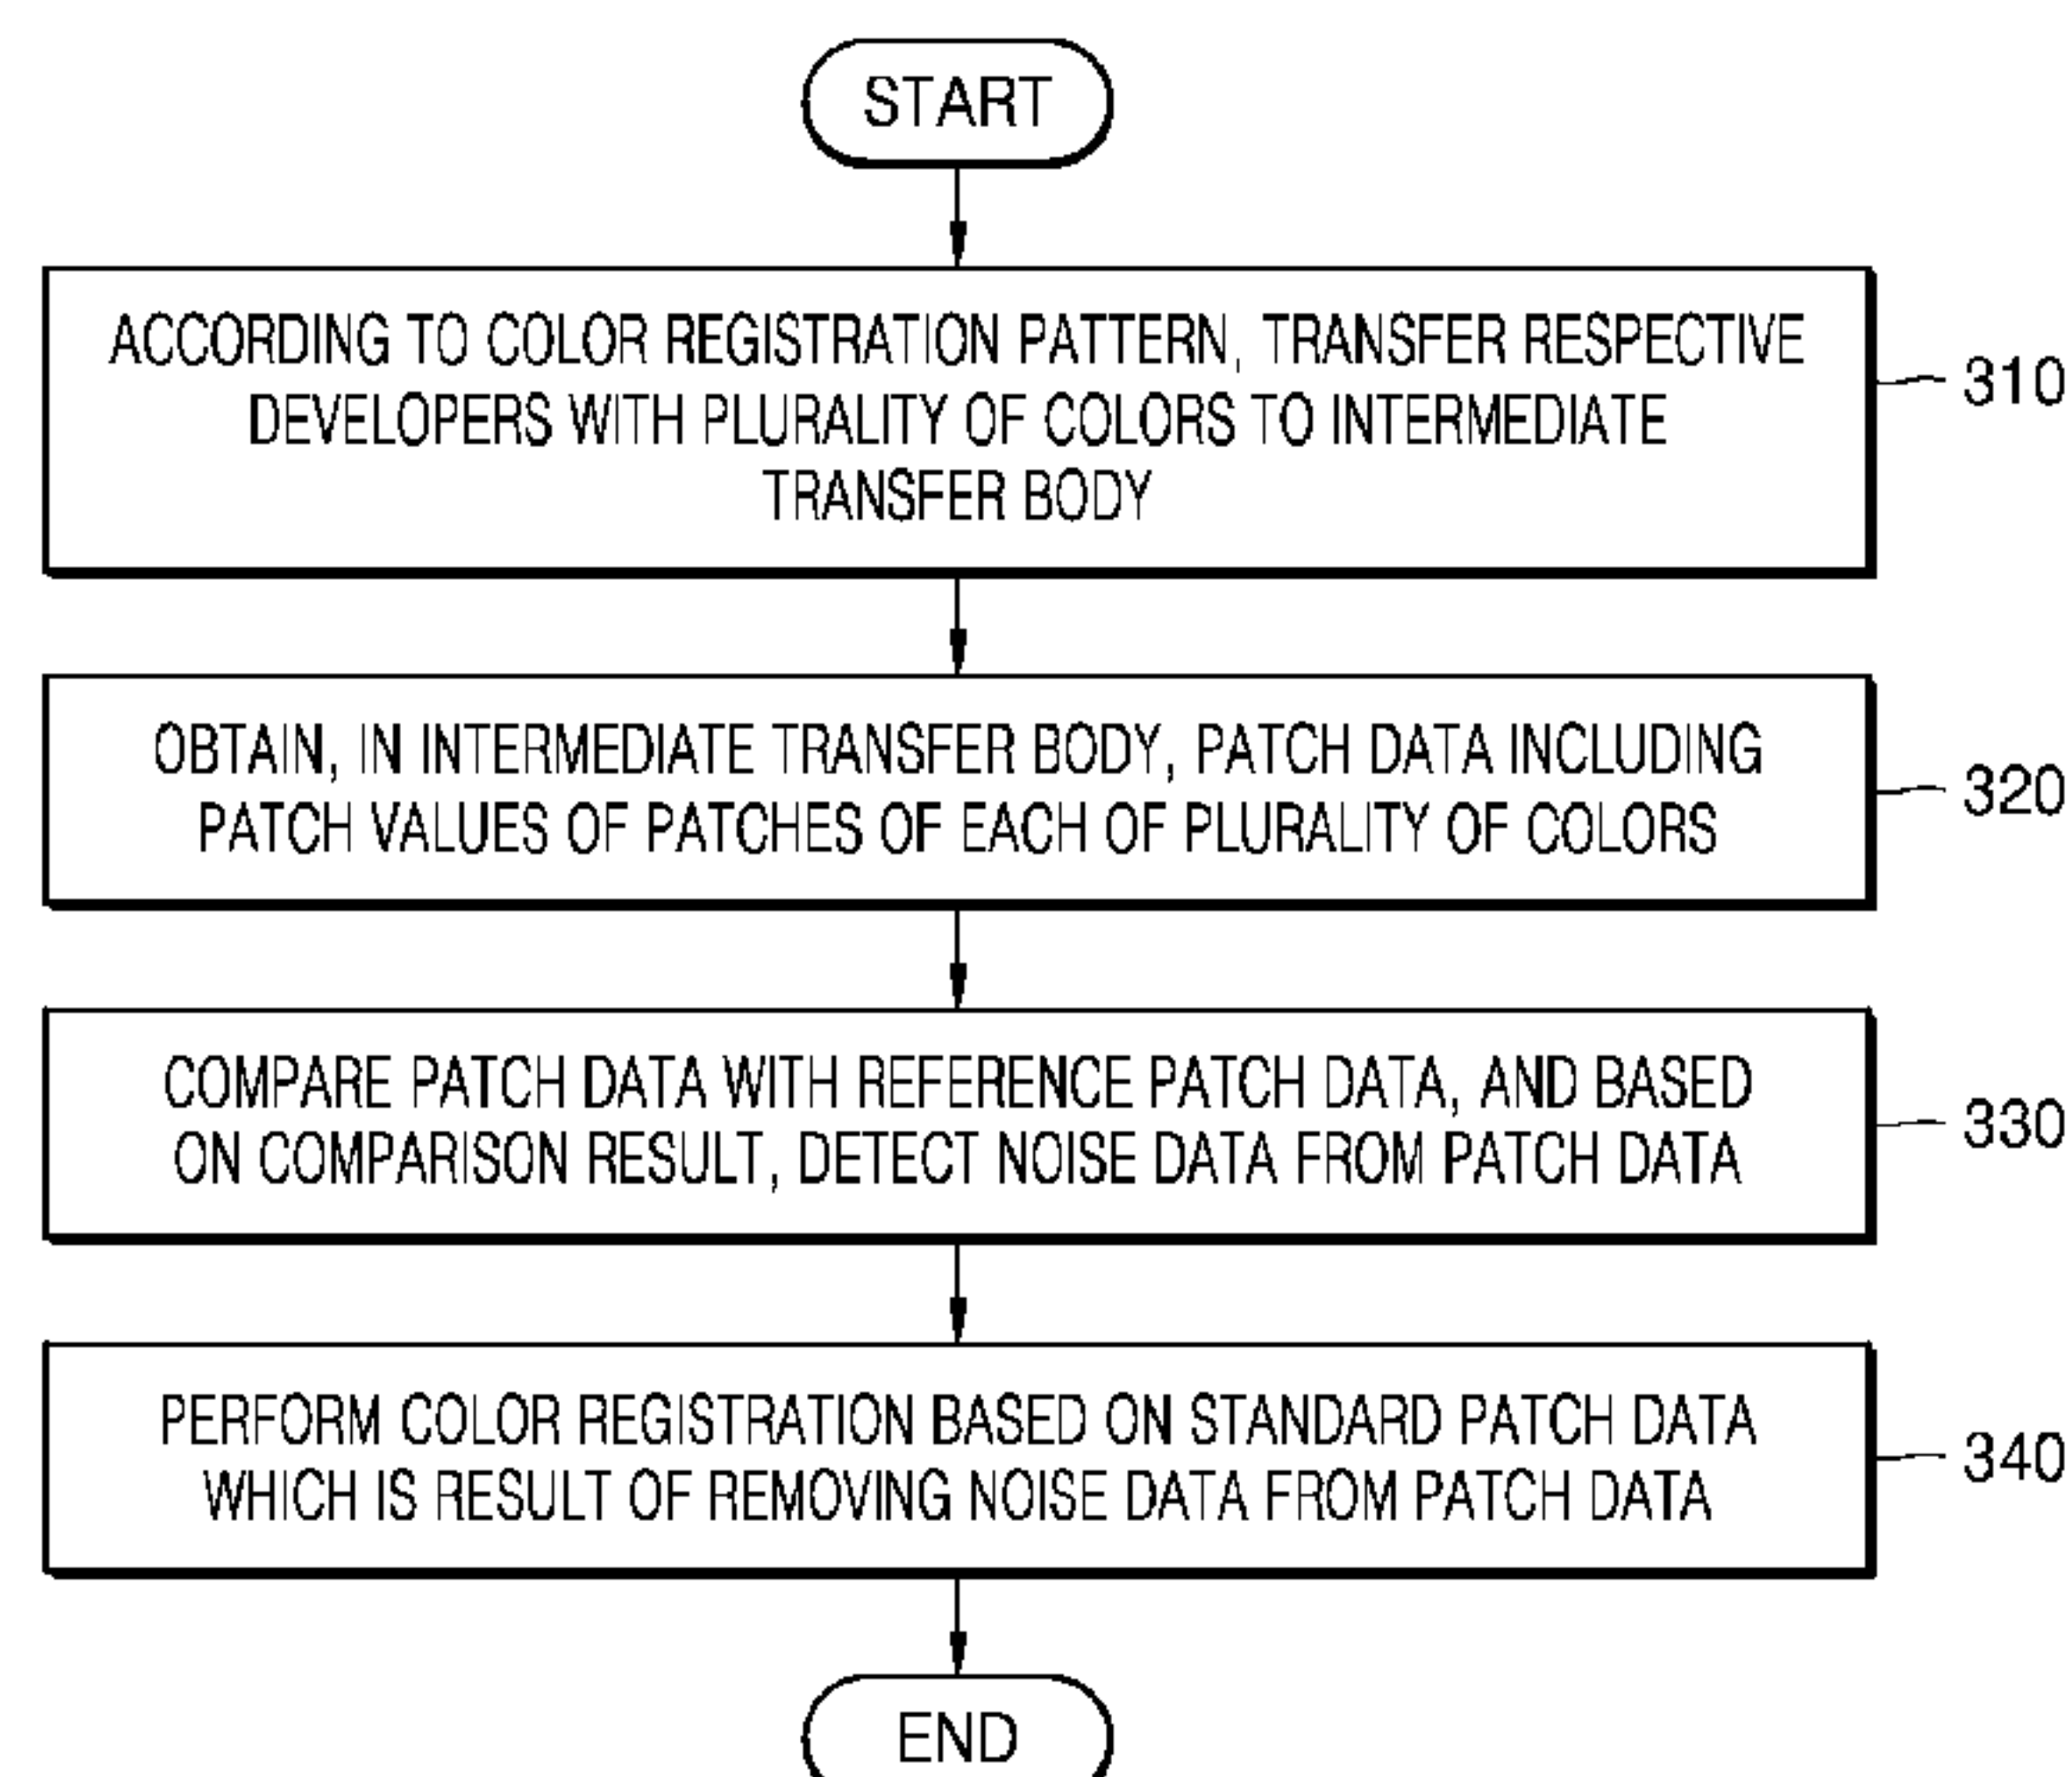 START
ACCORDING TO COLOR REGISTRATION PATTERN, TRANSFER RESPECTIVE
DEVELOPERS WITH PLURALITY OF COLORS TO INTERMEDIATE
TRANSFER BODY
310
OBTAIN, IN INTERMEDIATE TRANSFER BODY, PATCH DATA INCLUDING
PATCH VALUES OF PATCHES OF EACH OF PLURALITY OF COLORS
320
COMPARE PATCH DATA WITH REFERENCE PATCH DATA, AND BASED
ON COMPARISON RESULT, DETECT NOISE DATA FROM PATCH DATA
330
PERFORM COLOR REGISTRATION BASED ON STANDARD PATCH DATA
WHICH IS RESULT OF REMOVING NOISE DATA FROM PATCH DATA
340
END